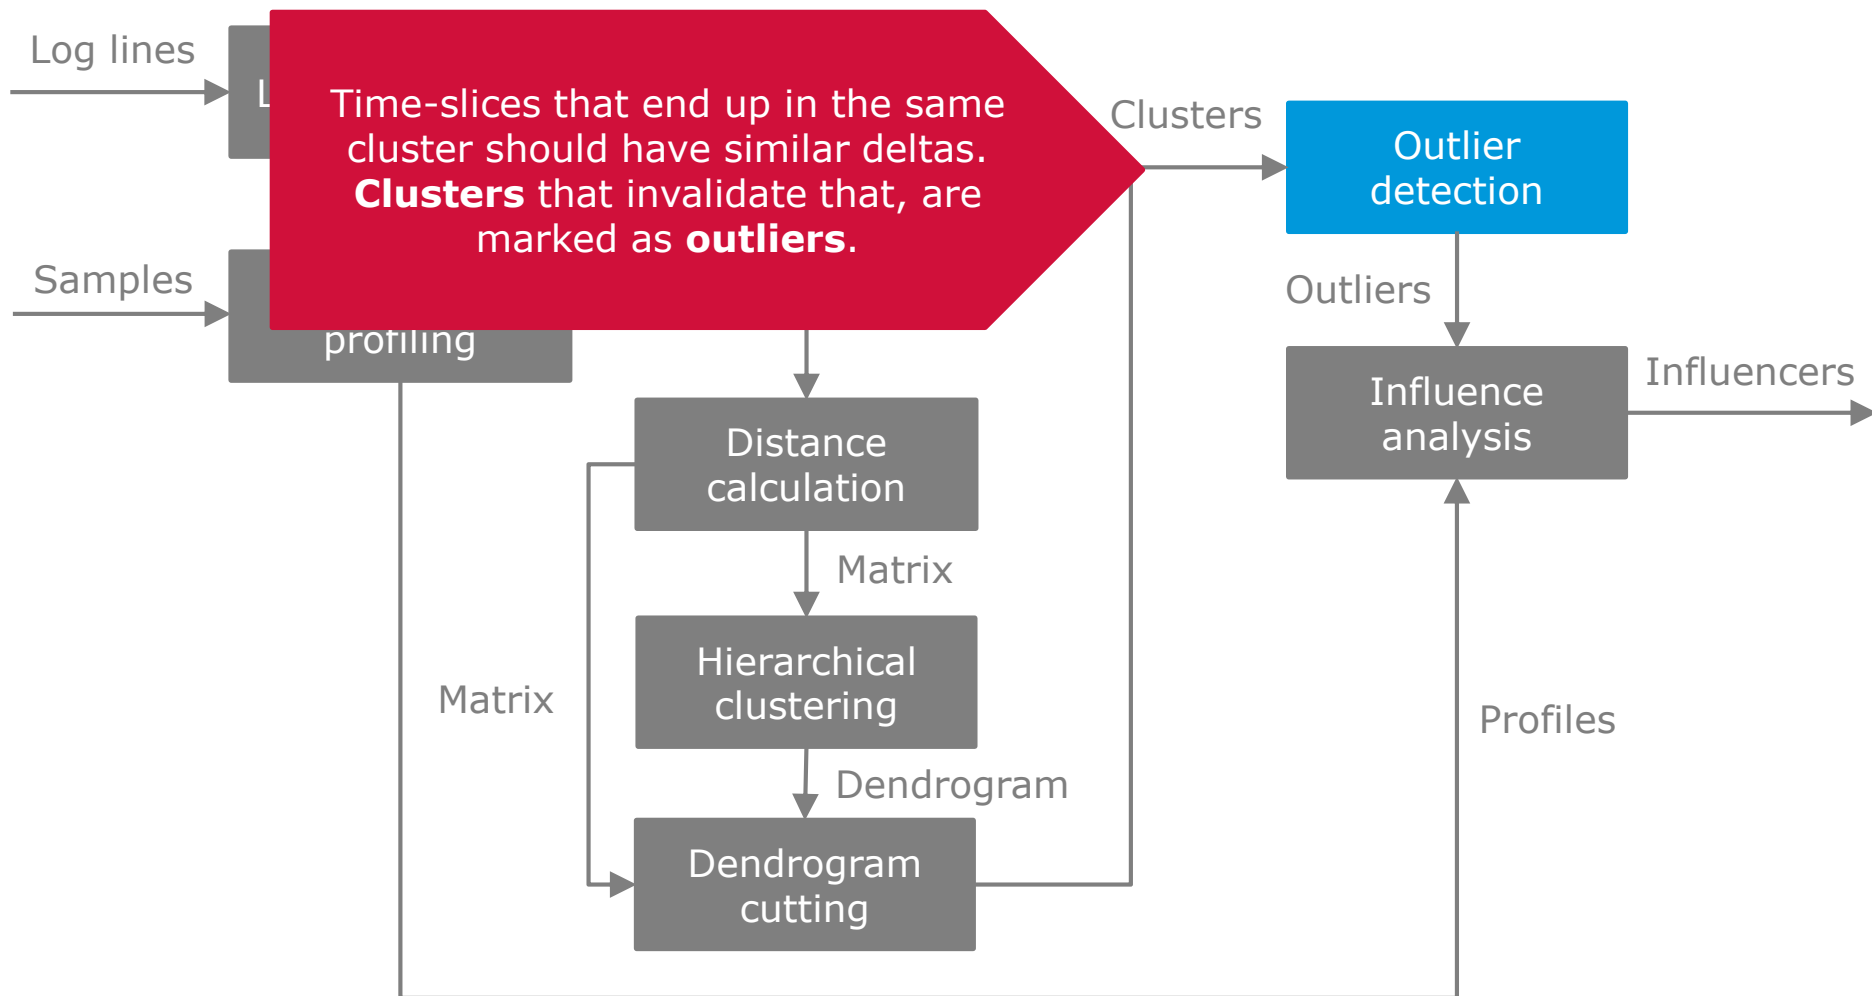 Log lines
L
Time-slices that end up in the same
cluster should have similar deltas.
Clusters that invalidate that, are
marked as outliers.
Clusters
Outlier
detection
Samples
profiling
Outliers
Influence
analysis
Influencers
Distance
calculation
Matrix
Hierarchical
clustering
Matrix
Profiles
Dendrogram
Dendrogram
cutting